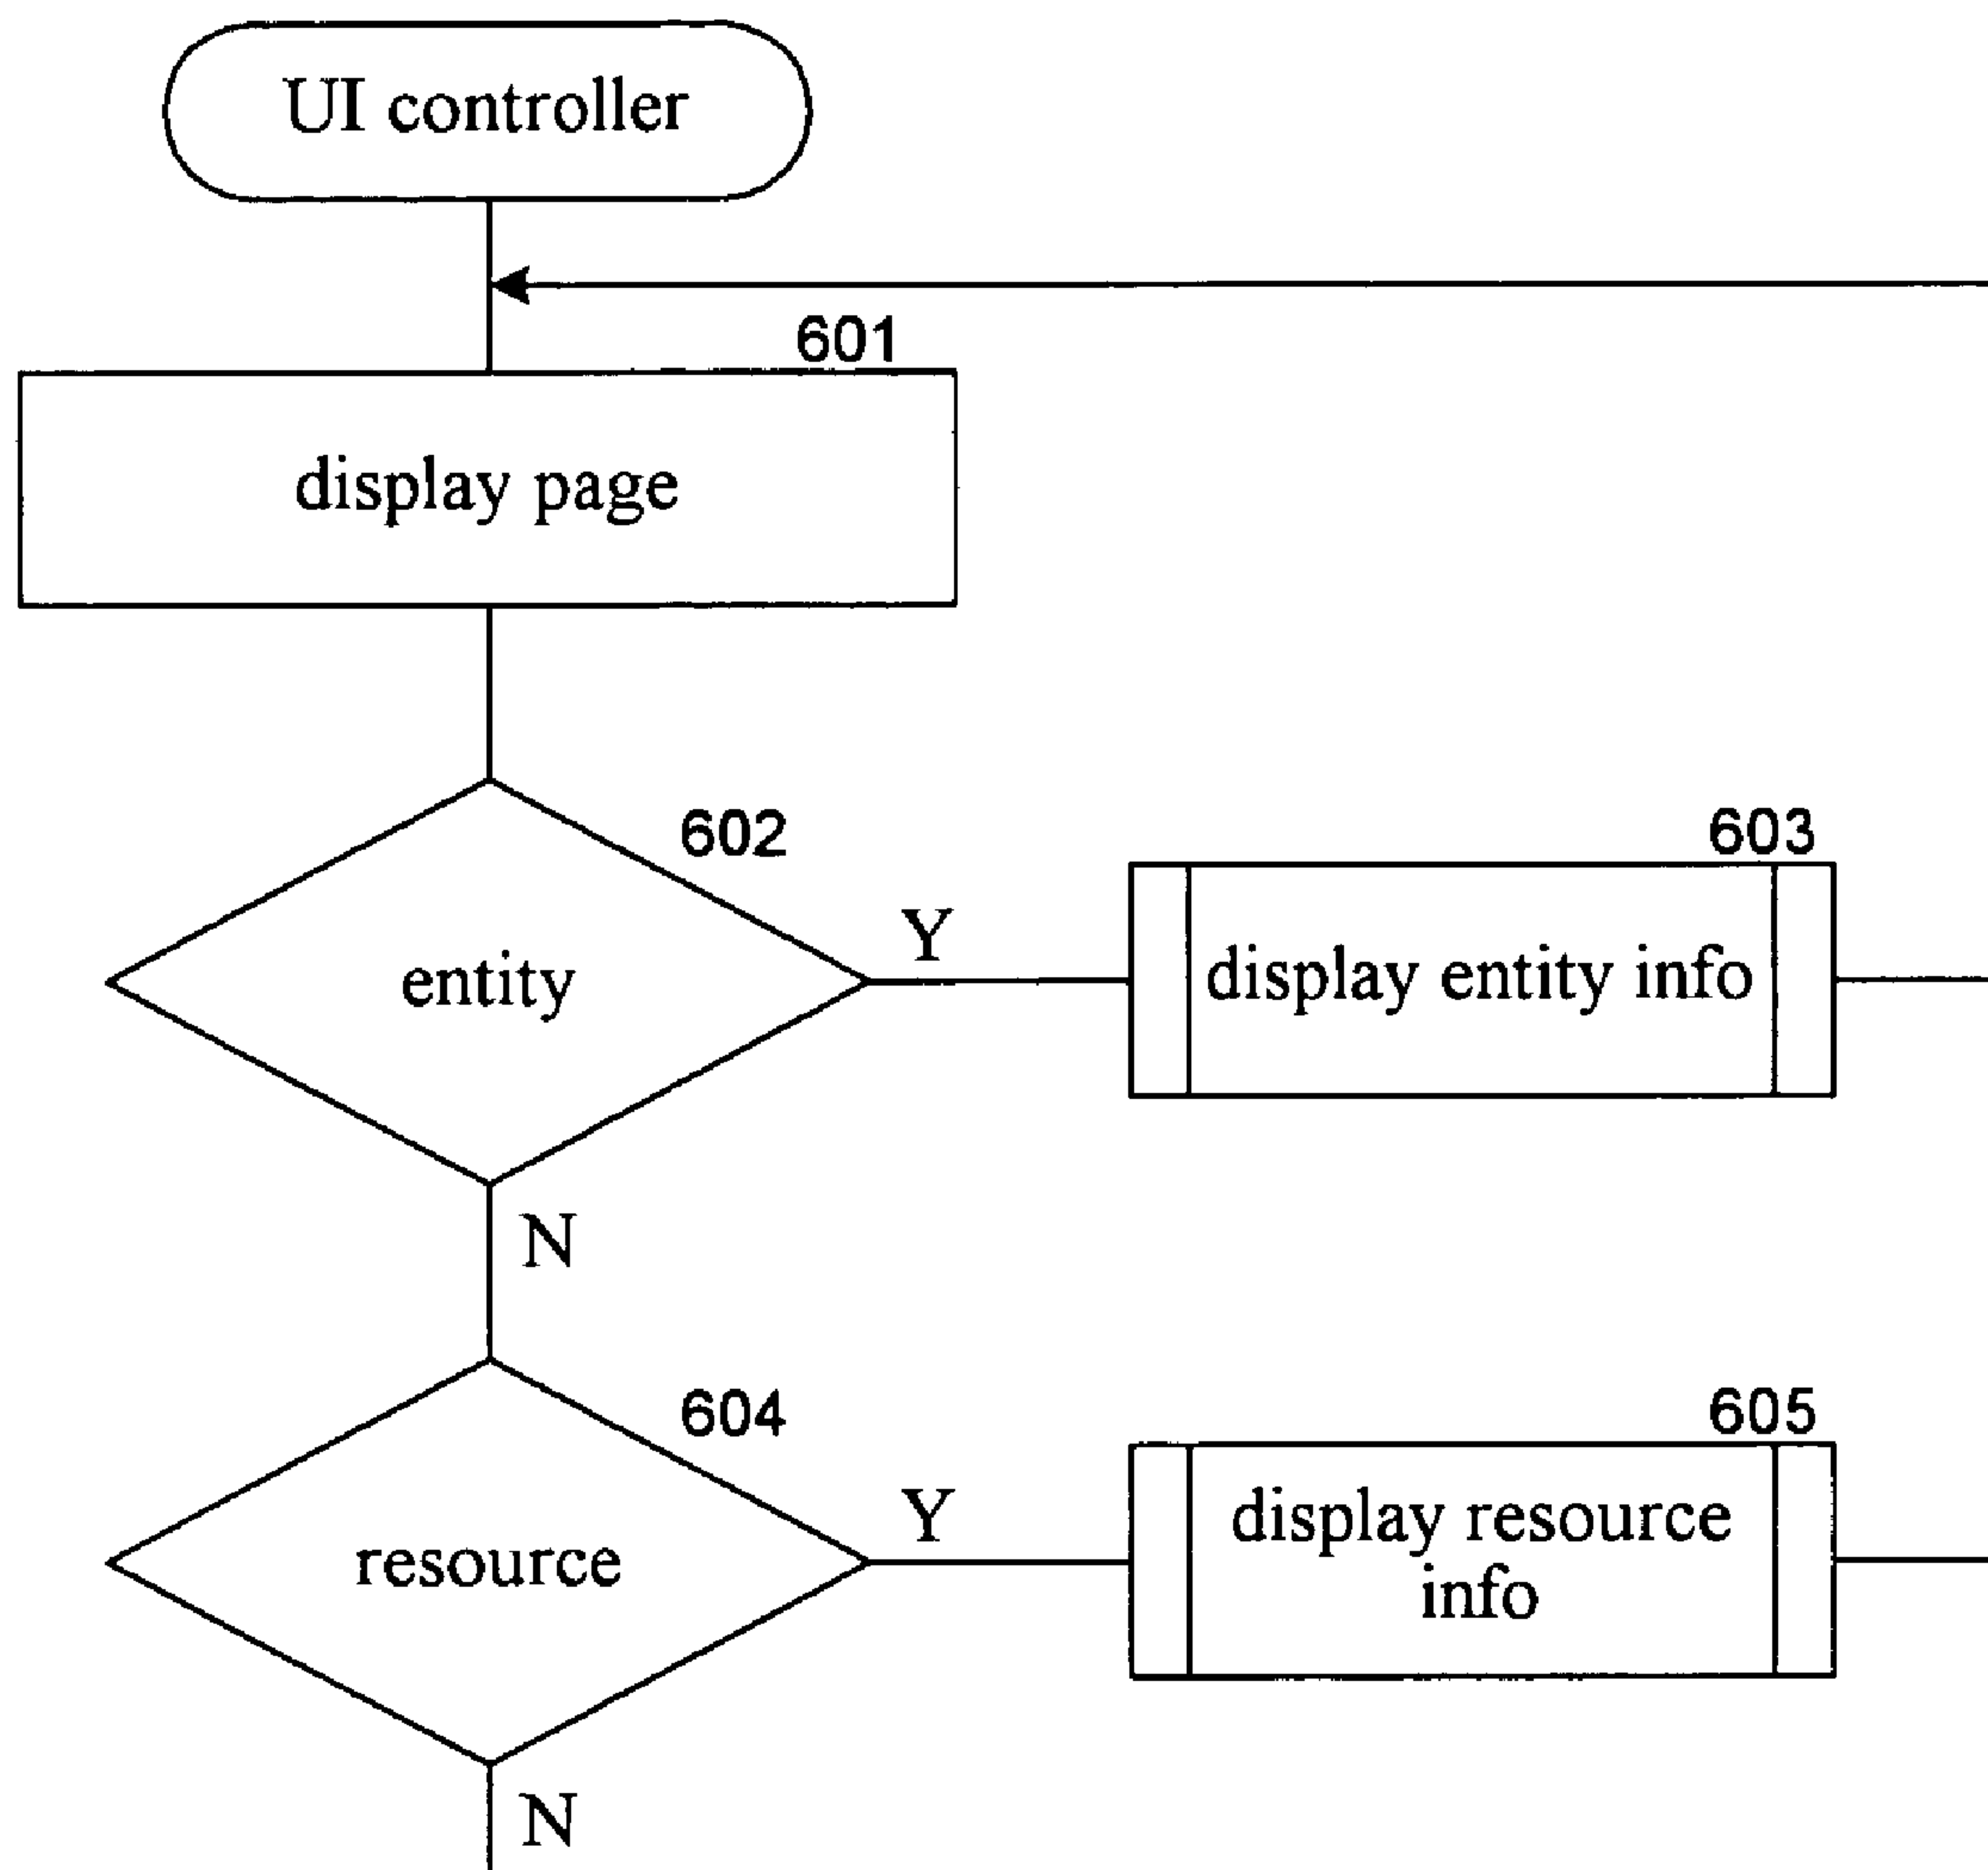 UI controller
601
display page
602
entity
Y
603
display entity info
N
604
resource
Y
605
display resource
info
N